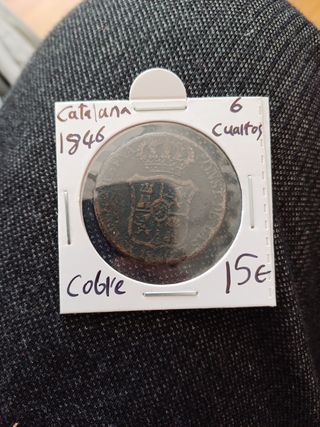 Catalana 6
1846 Cuartos
Cobre 15€